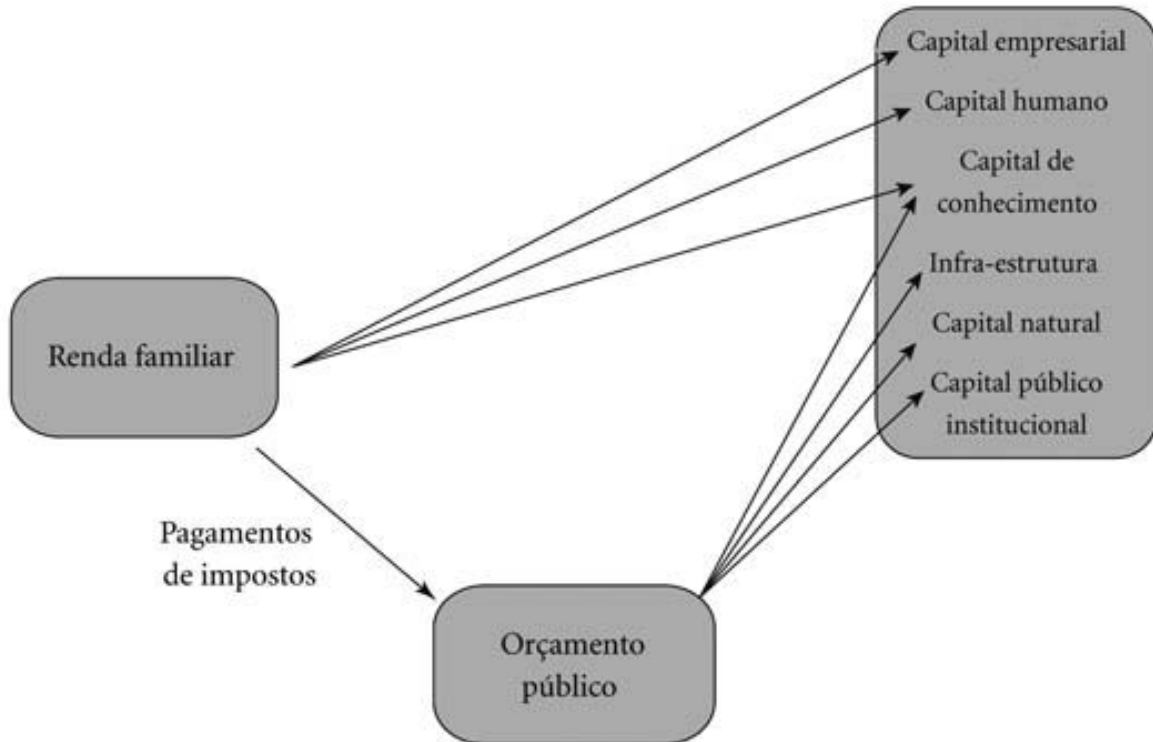 Capital empresarial
Capital humano
Capital de
conhecimento
Infra-estrutura
Capital natural
Capital público
institucional
Renda familiar
Pagamentos
de impostos
Orçamento
público